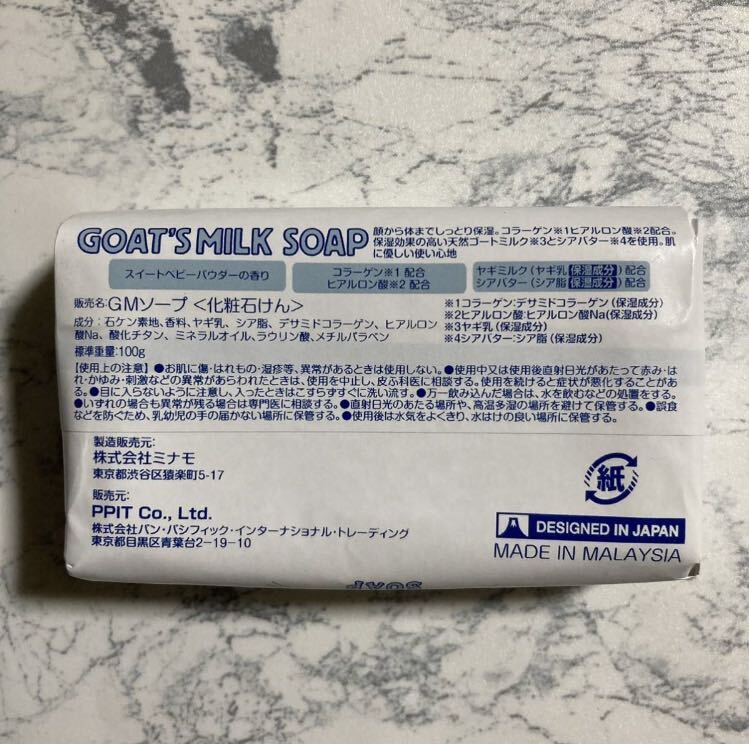 GOAT'S MILK SOAP
顔から体までしっとり保湿。コラーゲン※1ヒアルロン酸※2配合。
保湿効果の高い天然ゴートミルク※3とシアバター※4を使用。肌
に優しい使い心地
スイートベビーパウダーの香り
コラーゲン※1 配合
ヒアルロン酸※2 配合
ヤギミルク(ヤギ乳 保湿成分)配合
シアバター(シア脂 保湿成分)配合
販売名:GMソープ<化粧石けん>
成分:石ケン素地、香料、ヤギ乳、シア脂、デサミドコラーゲン、ヒアルロン
酸Na、酸化チタン、ミネラルオイル、ラウリン酸、メチルパラベン
標準重量:100g
※1コラーゲン:デサミドコラーゲン(保湿成分)
※2ヒアルロン酸:ヒアルロン酸Na(保湿成分)
※3ヤギ乳(保湿成分)
※4シアバター:シア脂(保湿成分)
【使用上の注意】●お肌に傷・はれもの・湿疹等、異常があるときは使用しない。●使用中又は使用後直射日光があたって赤み・は
れ・かゆみ・刺激などの異常があらわれたときは、使用を中止し、皮ふ科医に相談する。使用を続けると症状が悪化することがあ
る。●目に入らないように注意し、入ったときはこすらずすぐに洗い流す。●万一飲み込んだ場合は、水を飲むなどの処置をする。
●いずれの場合も異常が残る場合は専門医に相談する。●直射日光のあたる場所や、高温多湿の場所を避けて保管する。●誤食
などを防ぐため、乳幼児の手の届かない場所に保管する。●使用後は水気をよくきり、水はけの良い場所に保管する。
製造販売元:
株式会社ミナモ
東京都渋谷区猿楽町5-17
販売元:
PPIT Co., Ltd.
株式会社パン・パシフィック・インターナショナル・トレーディング
東京都目黒区青葉台2-19-10
紙
DESIGNED IN JAPAN
MADE IN MALAYSIA
SOAP